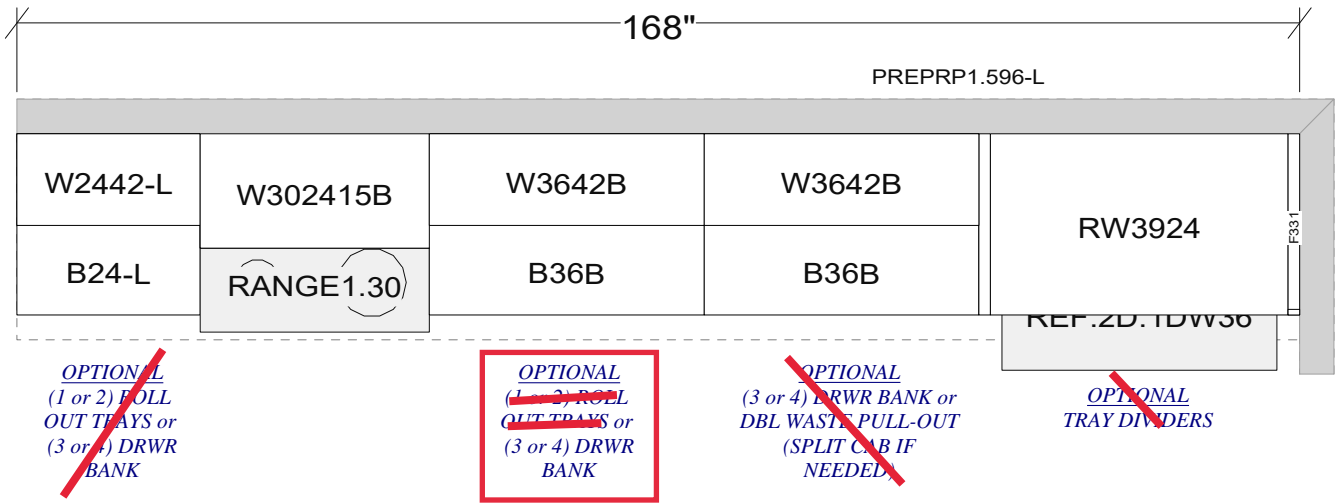 168"
PREPRP1.596-L
W2442-L
W302415B
W3642B
W3642B
RW3924
F331
B24-L
RANGE1.30
B36B
B36B
REF.2D.1DW36
OPTIONAL
(1 or 2) ROLL
OUT TRAYS or
(3 or 4) DRWR
BANK
OPTIONAL
(1 or 2) ROLL
OUT TRAYS or
(3 or 4) DRWR
BANK
OPTIONAL
(3 or 4) DRWR BANK or
DBL WASTE PULL-OUT
(SPLIT CAB IF
NEEDED)
OPTIONAL
TRAY DIVIDERS